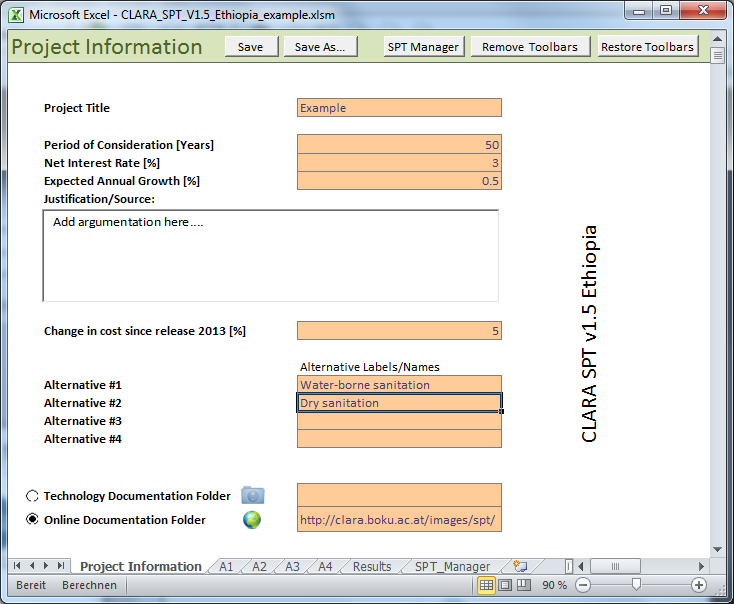 Microsoft Excel - CLARA_SPT_V1.5_Ethiopia_example.xlsm
Project Information
Save
Save As...
SPT Manager
Remove Toolbars
Restore Toolbars
Project Title
Example
Period of Consideration [Years]
50
Net Interest Rate [%]
3
Expected Annual Growth [%]
0.5
Justification/Source:
Add argumentation here....
CLARA SPT v1.5 Ethiopia
Change in cost since release 2013 [%]
5
Alternative Labels/Names
Alternative #1
Water-borne sanitation
Alternative #2
Dry sanitation
Alternative #3
Alternative #4
Technology Documentation Folder
Online Documentation Folder
http://clara.boku.ac.at/images/spt/
Project Information
A1
A2
A3
A4
Results
SPT_Manager
Bereit
Berechnen
90 %